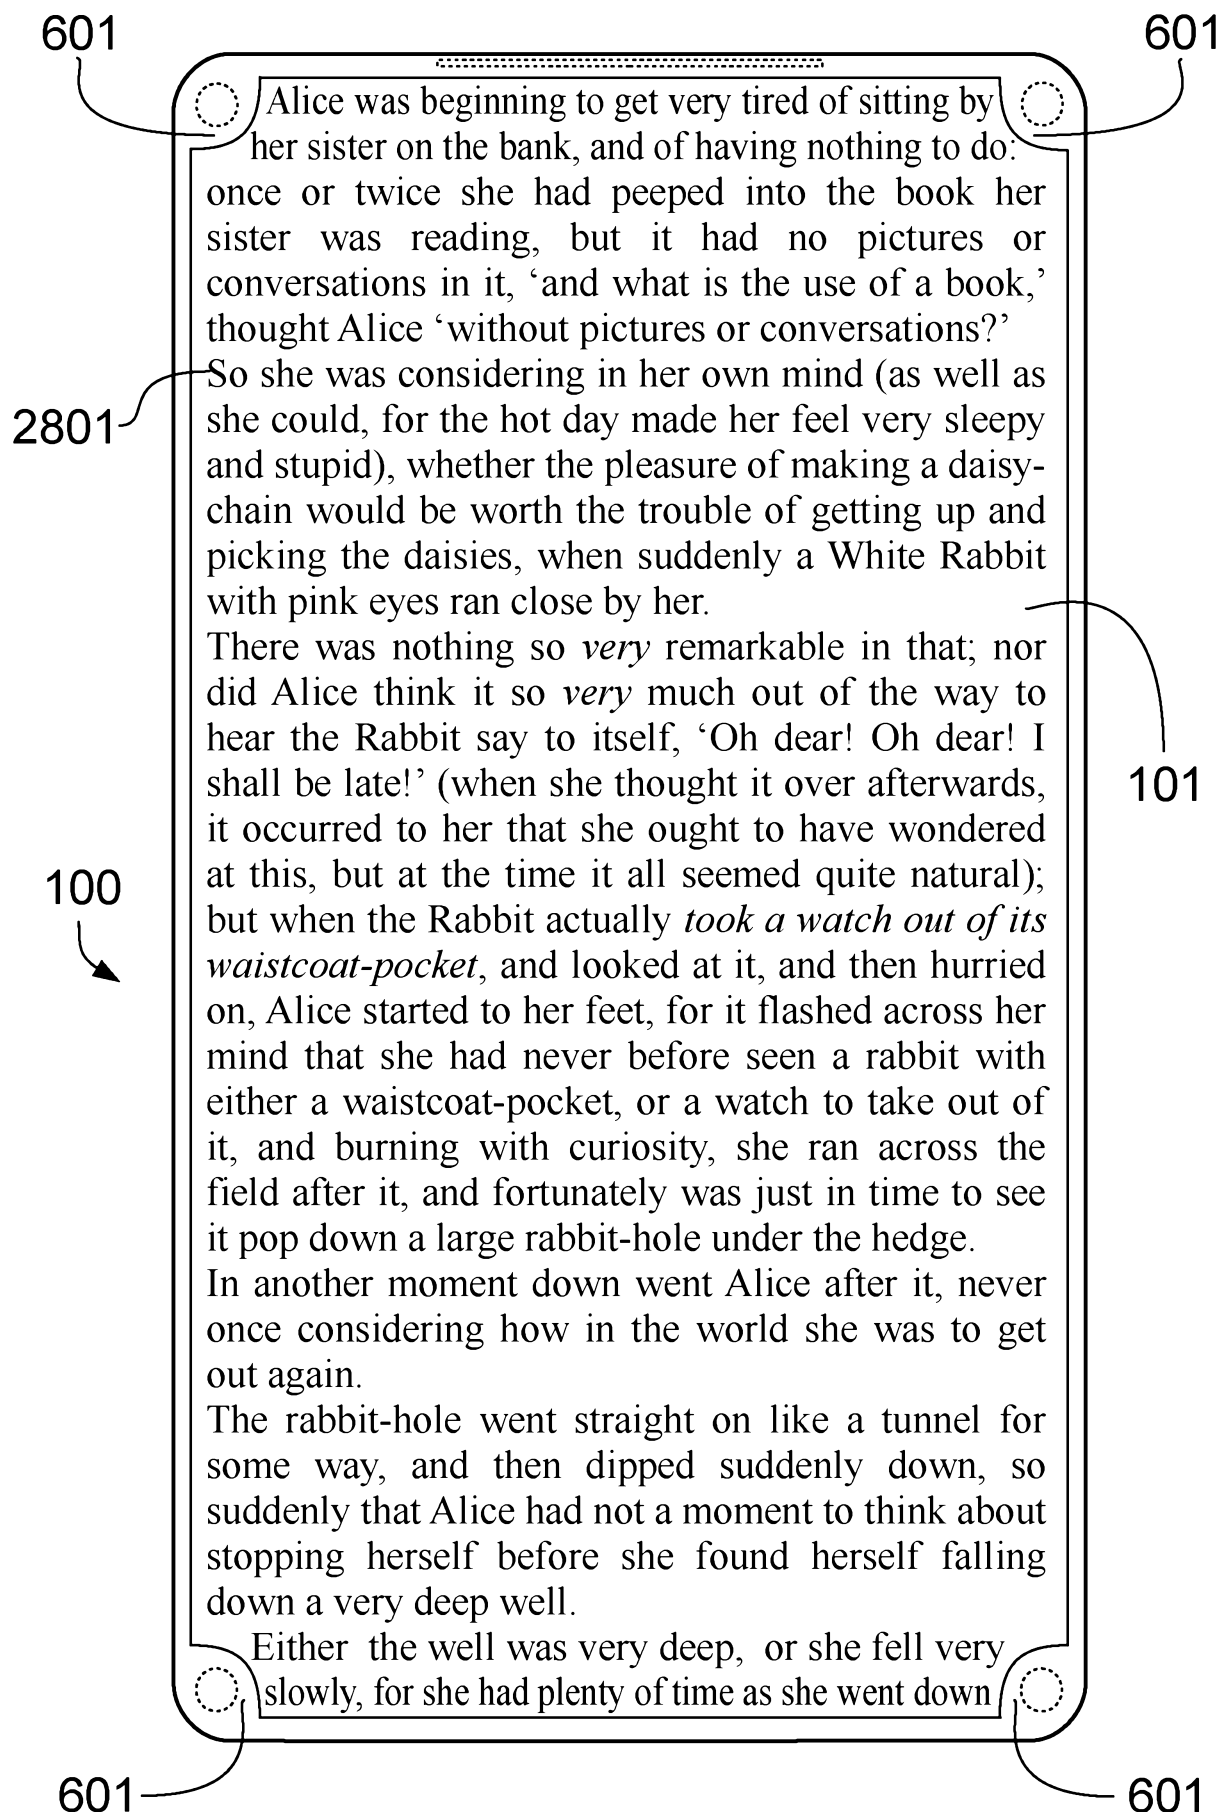 601
601
Alice was beginning to get very tired of sitting by
her sister on the bank, and of having nothing to do:
once or twice she had peeped into the book her
sister was reading, but it had no pictures or
conversations in it, ‘and what is the use of a book,’
thought Alice ‘without pictures or conversations?’
So she was considering in her own mind (as well as
2801
she could, for the hot day made her feel very sleepy
and stupid), whether the pleasure of making a daisy-
chain would be worth the trouble of getting up and
picking the daisies, when suddenly a White Rabbit
with pink eyes ran close by her.
There was nothing so very remarkable in that; nor
did Alice think it so very much out of the way to
hear the Rabbit say to itself, ‘Oh dear! Oh dear! I
shall be late!’ (when she thought it over afterwards,
101
it occurred to her that she ought to have wondered
at this, but at the time it all seemed quite natural);
100
but when the Rabbit actually took a watch out of its
waistcoat-pocket, and looked at it, and then hurried
on, Alice started to her feet, for it flashed across her
mind that she had never before seen a rabbit with
either a waistcoat-pocket, or a watch to take out of
it, and burning with curiosity, she ran across the
field after it, and fortunately was just in time to see
it pop down a large rabbit-hole under the hedge.
In another moment down went Alice after it, never
once considering how in the world she was to get
out again.
The rabbit-hole went straight on like a tunnel for
some way, and then dipped suddenly down, so
suddenly that Alice had not a moment to think about
stopping herself before she found herself falling
down a very deep well.
Either the well was very deep, or she fell very
slowly, for she had plenty of time as she went down
601
601